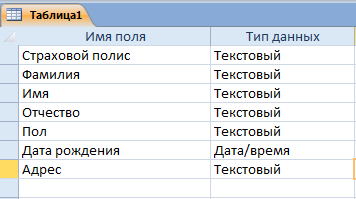 Таблица1
Имя поля Тип данных
Страховой полис Текстовый
Фамилия Текстовый
Имя Текстовый
Отчество Текстовый
Пол Текстовый
Дата рождения Дата/время
Адрес Текстовый